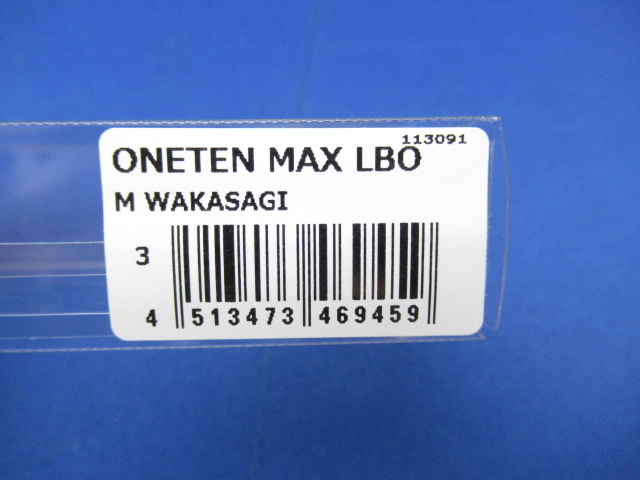 113091
ONETEN MAX LBO
M WAKASAGI
3
4 513473 469459